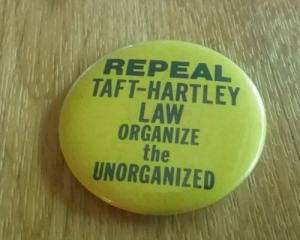 REPEAL
TAFT-HARTLEY
LAW
ORGANIZE
the
UNORGANIZED